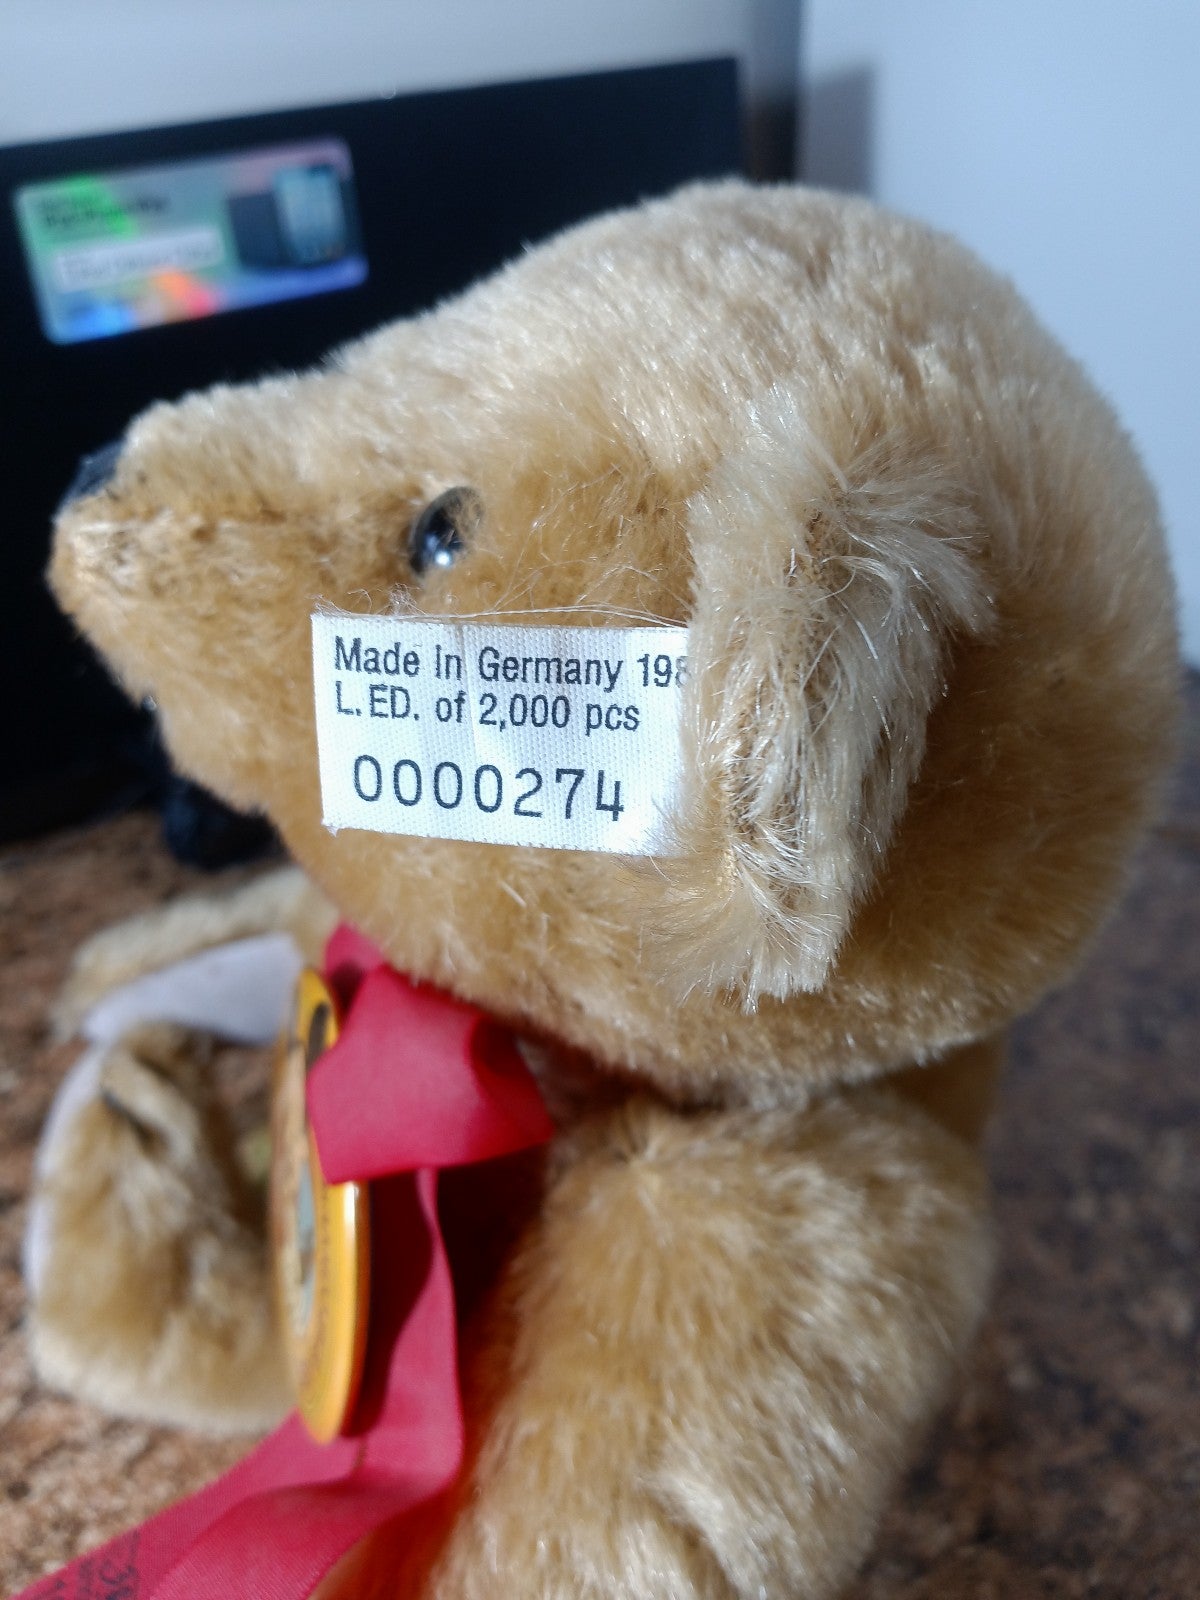 Made in Germany 198
L. ED. of 2,000 pcs
0000274